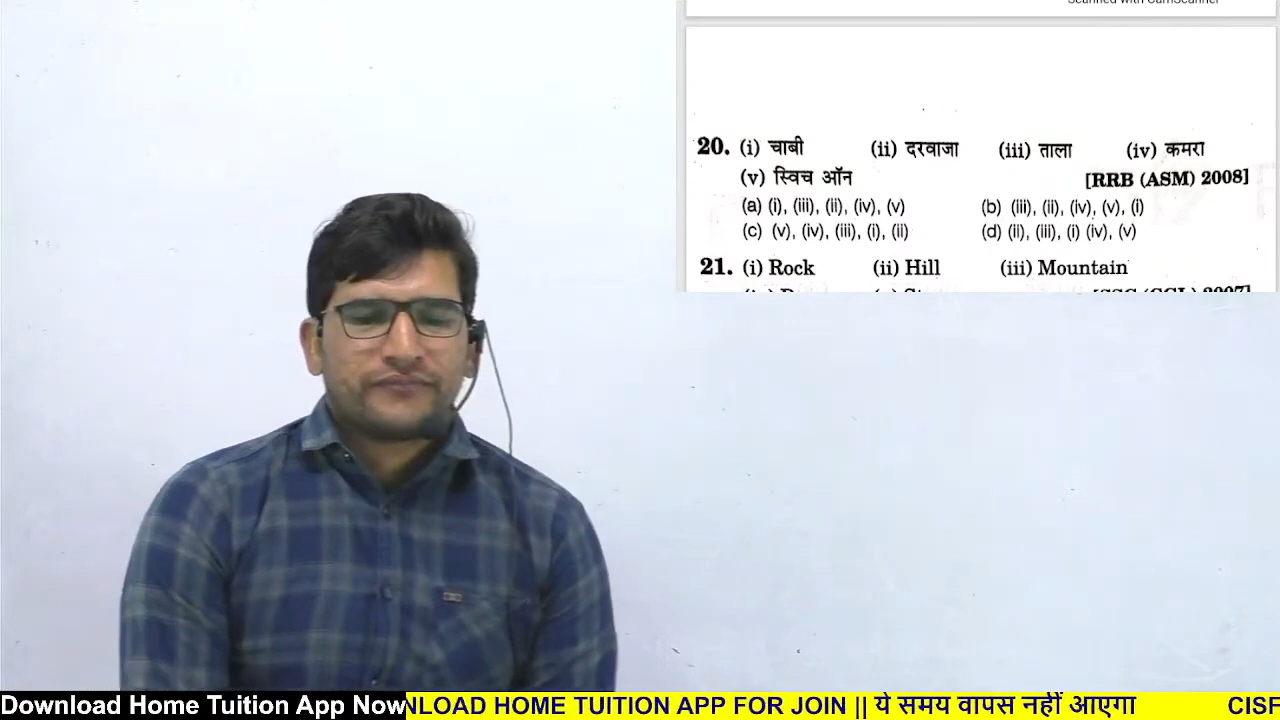 Scanned with CamScanner
20. (i) चाबी (ii) दरवाजा (iii) ताला (iv) कमरा
(v) स्विच ऑन [RRB (ASM) 2008]
(a) (i), (iii), (ii), (iv), (v) (b) (iii), (ii), (iv), (v), (i)
(c) (v), (iv), (iii), (i), (ii) (d) (ii), (iii), (i) (iv), (v)
21. (i) Rock (ii) Hill (iii) Mountain
Download Home Tuition App Now NLOAD HOME TUITION APP FOR JOIN || ये समय वापस नहीं आएगा CISF